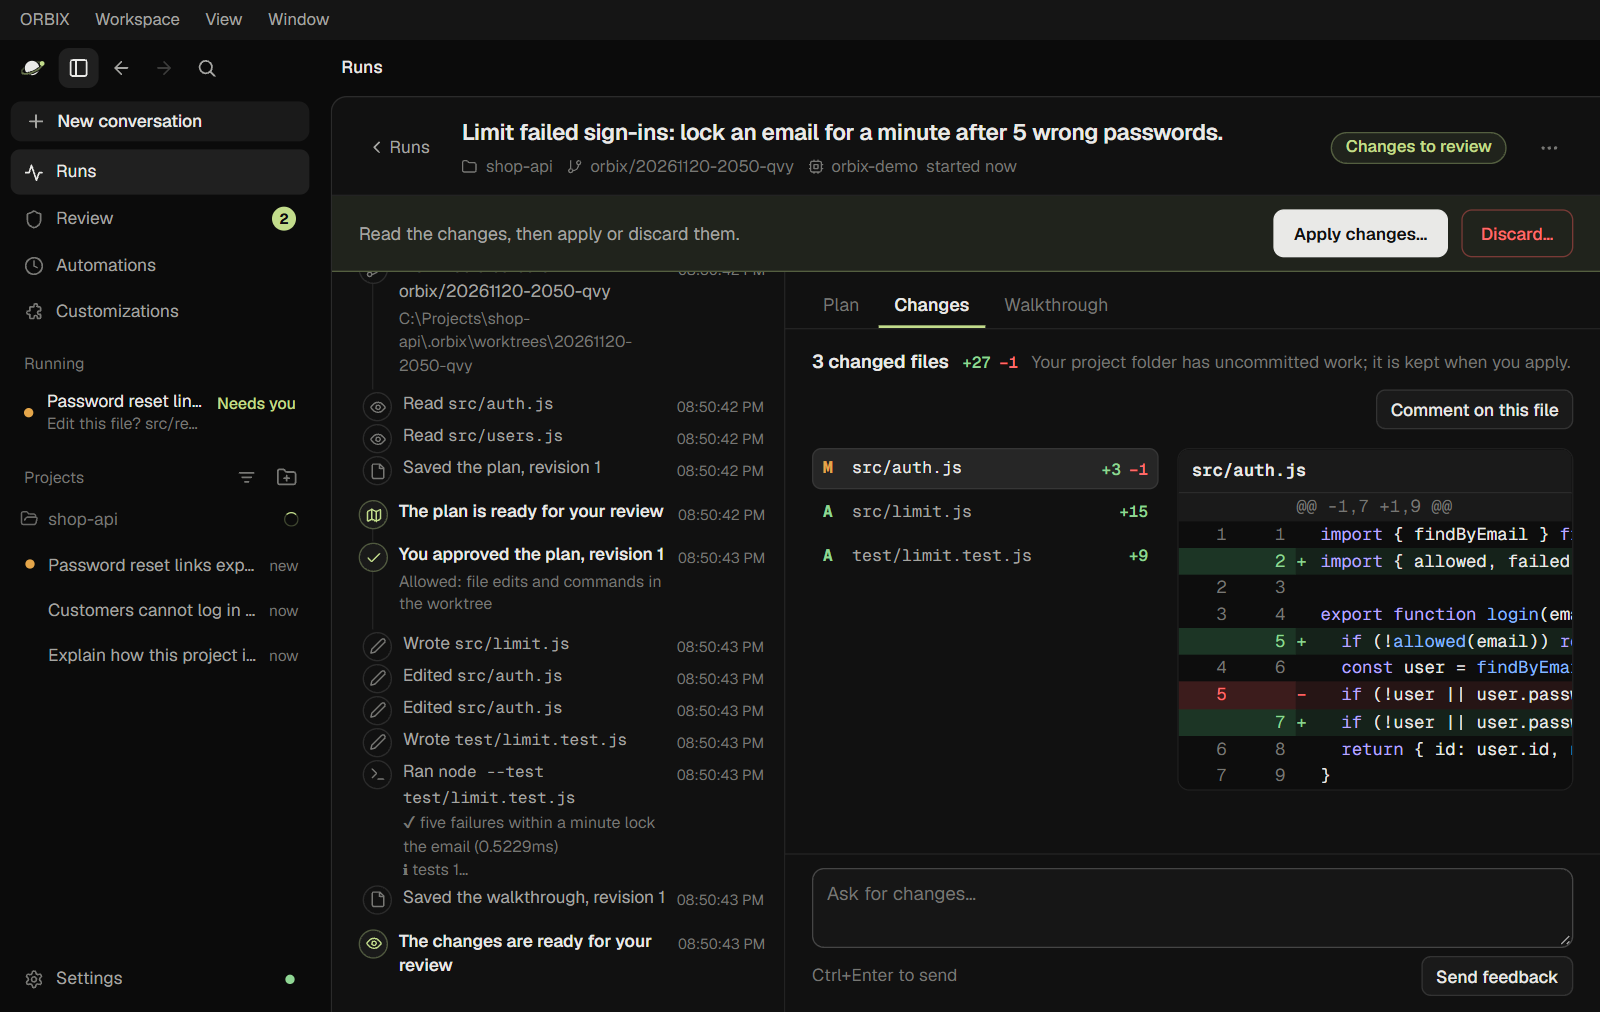 ORBIX Workspace View Window
Runs
New conversation
Runs
Review 2
Automations
Customizations
Running
Password reset lin... Needs you
Edit this file? src/re...
Projects
shop-api
Password reset links exp... new
Customers cannot log in ... now
Explain how this project i... now
Settings
Runs
Limit failed sign-ins: lock an email for a minute after 5 wrong passwords.
shop-api orbix/20261120-2050-qvy orbix-demo started now
Changes to review
Read the changes, then apply or discard them.
Apply changes...
Discard...
08:50:42 PM
orbix/20261120-2050-qvy
C:\Projects\shop-
api\.orbix\worktrees\20261120-
2050-qvy
Read src/auth.js 08:50:42 PM
Read src/users.js 08:50:42 PM
Saved the plan, revision 1 08:50:42 PM
The plan is ready for your review 08:50:42 PM
You approved the plan, revision 1 08:50:43 PM
Allowed: file edits and commands in
the worktree
Wrote src/limit.js 08:50:43 PM
Edited src/auth.js 08:50:43 PM
Edited src/auth.js 08:50:43 PM
Wrote test/limit.test.js 08:50:43 PM
Ran node --test 08:50:43 PM
test/limit.test.js
✓ five failures within a minute lock
the email (0.5229ms)
ℹ tests 1...
Saved the walkthrough, revision 1 08:50:43 PM
The changes are ready for your 08:50:43 PM
review
Plan Changes Walkthrough
3 changed files +27 −1 Your project folder has uncommitted work; it is kept when you apply.
Comment on this file
M src/auth.js +3 −1
A src/limit.js +15
A test/limit.test.js +9
src/auth.js
@@ -1,7 +1,9 @@
1 1 import { findByEmail }
2 + import { allowed, failed
2 3
3 4 export function login(
5 + if (!allowed(email))
4 6 const user =
5 − if (!user ||
7 + if (!user ||
6 8 return { id: user.id,
7 9 }
Ask for changes...
Ctrl+Enter to send
Send feedback